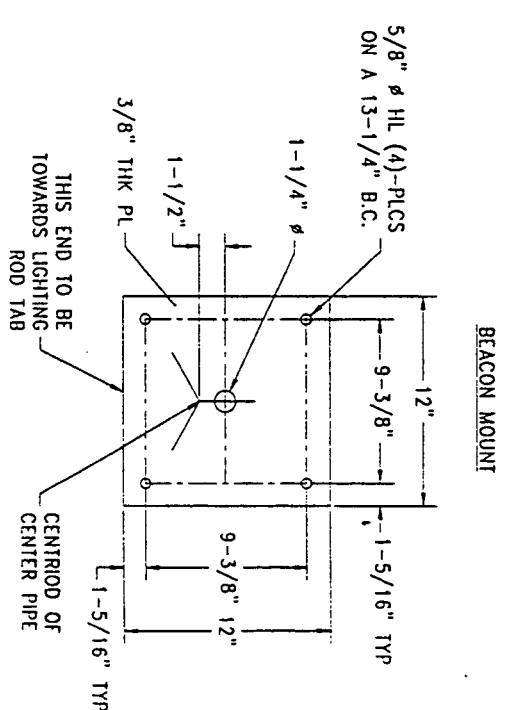 BEACON MOUNT
5/8" ø HL (4)-PLCS
ON A 13-1/4" B.C.
12"
9-3/8"
1-5/16" TYP
1-1/4" ø
1-1/2"
3/8" THK PL
9-3/8"
12"
1-5/16" TYP
THIS END TO BE
TOWARDS LIGHTING
ROD TAB
CENTRIOD OF
CENTER PIPE